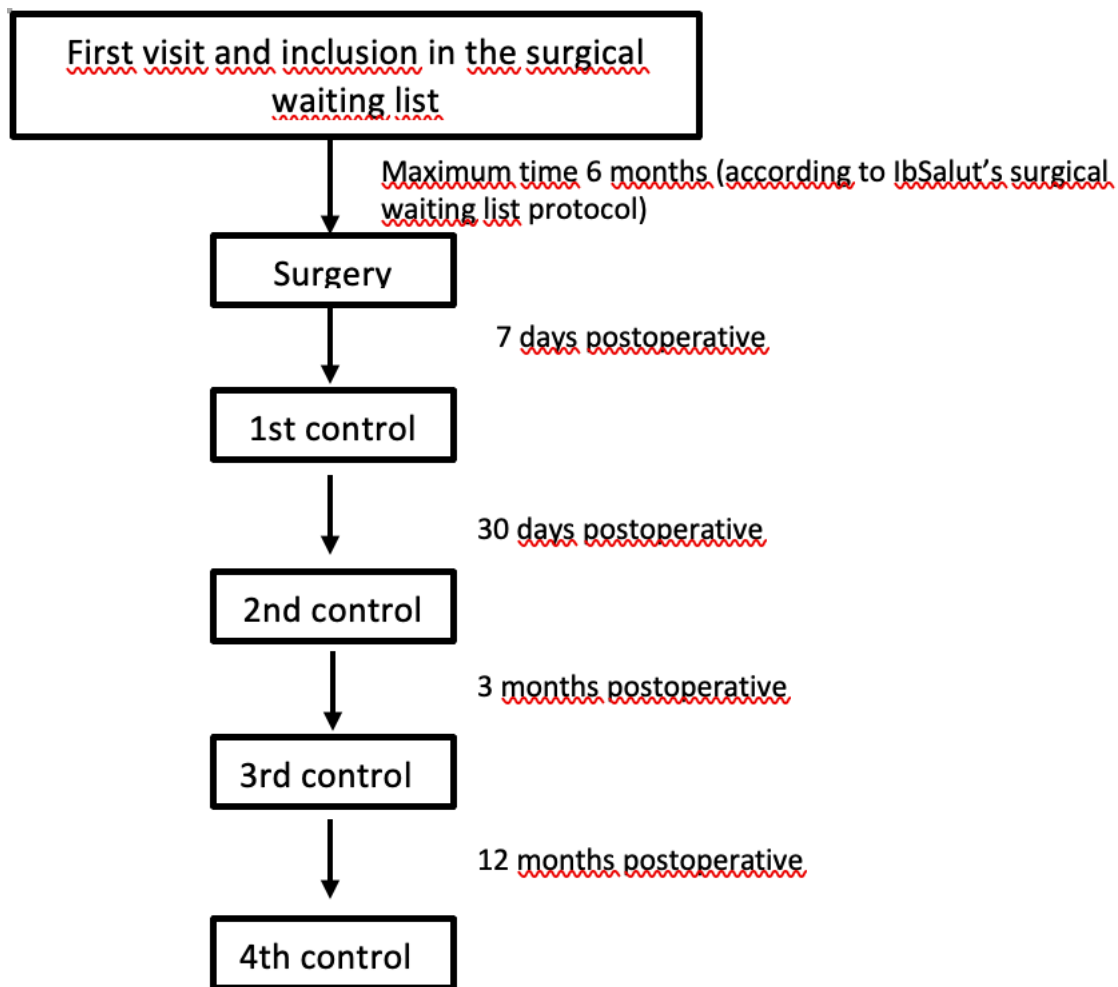 First visit and inclusion in the surgical
waiting list
Maximum time 6 months (according to IbSalut’s surgical
waiting list protocol)
Surgery
7 days postoperative
1st control
30 days postoperative
2nd control
3 months postoperative
3rd control
12 months postoperative
4th control